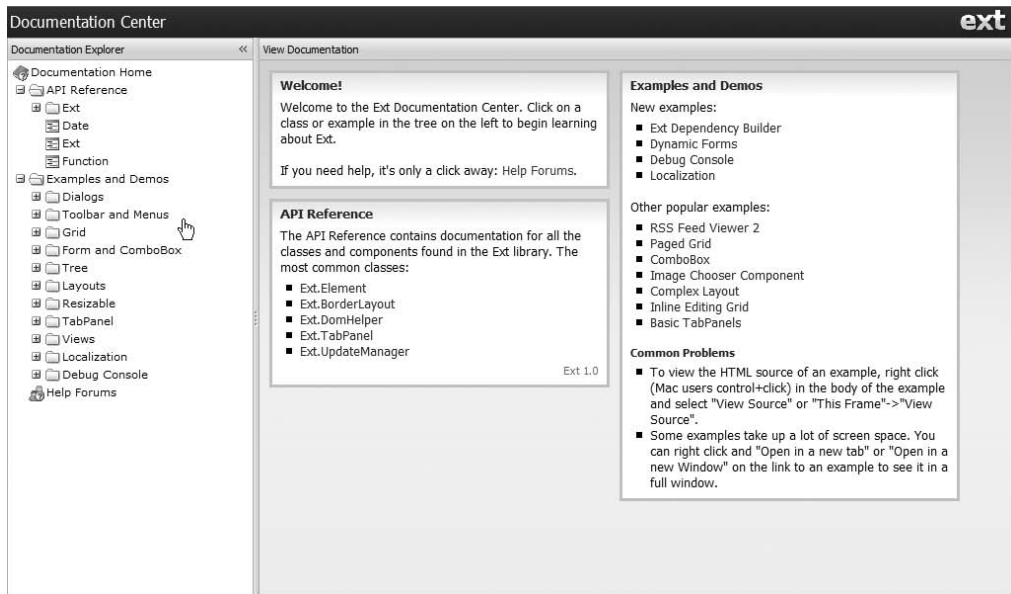 Documentation Center
ext
Documentation Explorer
«
View Documentation
Documentation Home
API Reference
Ext
Date
Ext
Function
Examples and Demos
Dialogs
Toolbar and Menus
Grid
Form and ComboBox
Tree
Layouts
Resizable
TabPanel
Views
Localization
Debug Console
Help Forums
Welcome!
Welcome to the Ext Documentation Center. Click on a
class or example in the tree on the left to begin learning
about Ext.
If you need help, it's only a click away: Help Forums.
API Reference
The API Reference contains documentation for all the
classes and components found in the Ext library. The
most common classes:
Ext.Element
Ext.BorderLayout
Ext.DomHelper
Ext.TabPanel
Ext.UpdateManager
Ext 1.0
Examples and Demos
New examples:
Ext Dependency Builder
Dynamic Forms
Debug Console
Localization
Other popular examples:
RSS Feed Viewer 2
Paged Grid
ComboBox
Image Chooser Component
Complex Layout
Inline Editing Grid
Basic TabPanels
Common Problems
To view the HTML source of an example, right click
(Mac users control+click) in the body of the example
and select "View Source" or "This Frame"->"View
Source".
Some examples take up a lot of screen space. You
can right click and "Open in a new tab" or "Open in a
new Window" on the link to an example to see it in a
full window.